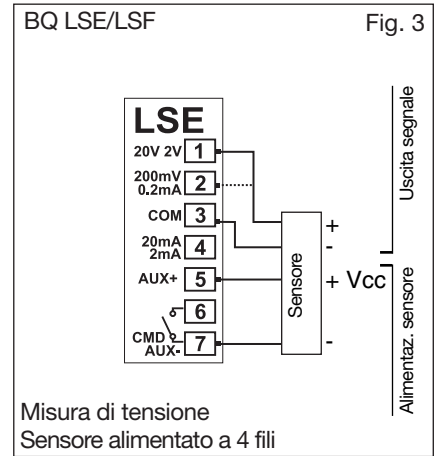 BQ LSE/LSF
Fig. 3
LSE
20V 2V 1
200mV
0.2mA 2
COM 3
20mA
2mA 4
AUX+ 5
6
CMD
AUX- 7
Sensore
+
-
+ Vcc
-
Uscita segnale
Alimentaz. sensore
Misura di tensione
Sensore alimentato a 4 fili